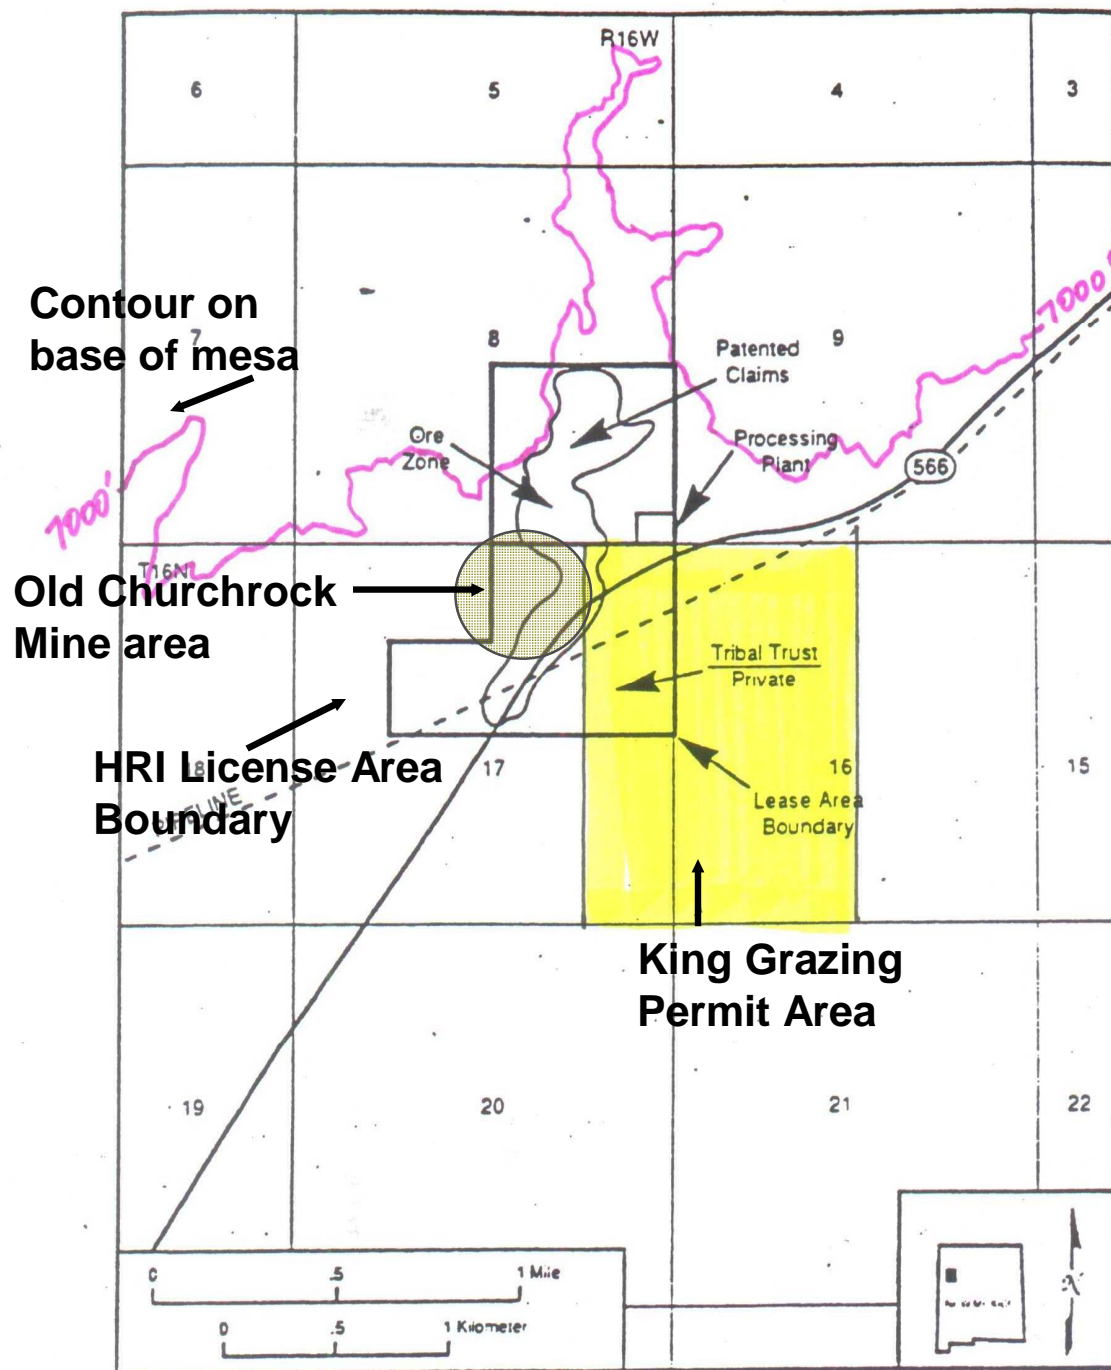 R16W
6
5
4
3
Contour on
base of mesa
7
8
9
7000'
Patented
Claims
Ore
Zone
Processing
Plant
566
7000'
T16N
Old Churchrock
Mine area
Tribal Trust
Private
HRI License Area
Boundary
18
17
16
15
PIPELINE
Lease Area
Boundary
King Grazing
Permit Area
19
20
21
22
0 .5 1 Mile
0 .5 1 Kilometer
N